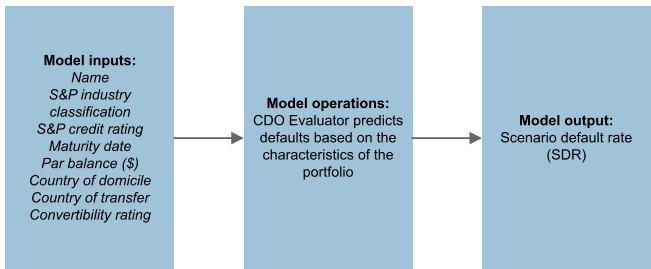 Model inputs:
Name
S&P industry
classification
S&P credit rating
Maturity date
Par balance ($)
Country of domicile
Country of transfer
Convertibility rating
Model operations:
CDO Evaluator predicts
defaults based on the
characteristics of the
portfolio
Model output:
Scenario default rate
(SDR)